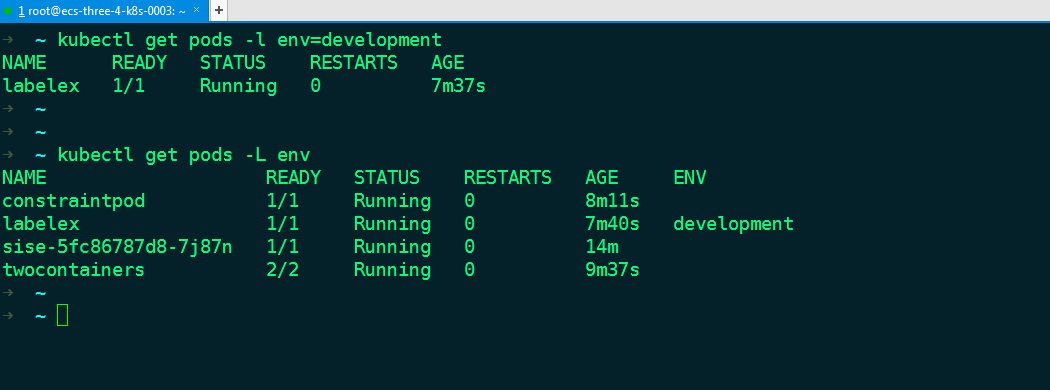 1 root@ecs-three-4-k8s-0003: ~ × +
→ ~ kubectl get pods -l env=development
NAME READY STATUS RESTARTS AGE
labelex 1/1 Running 0 7m37s
→ ~
→ ~
→ ~ kubectl get pods -L env
NAME READY STATUS RESTARTS AGE ENV
constraintpod 1/1 Running 0 8m11s
labelex 1/1 Running 0 7m40s development
sise-5fc86787d8-7j87n 1/1 Running 0 14m
twocontainers 2/2 Running 0 9m37s
→ ~
→ ~